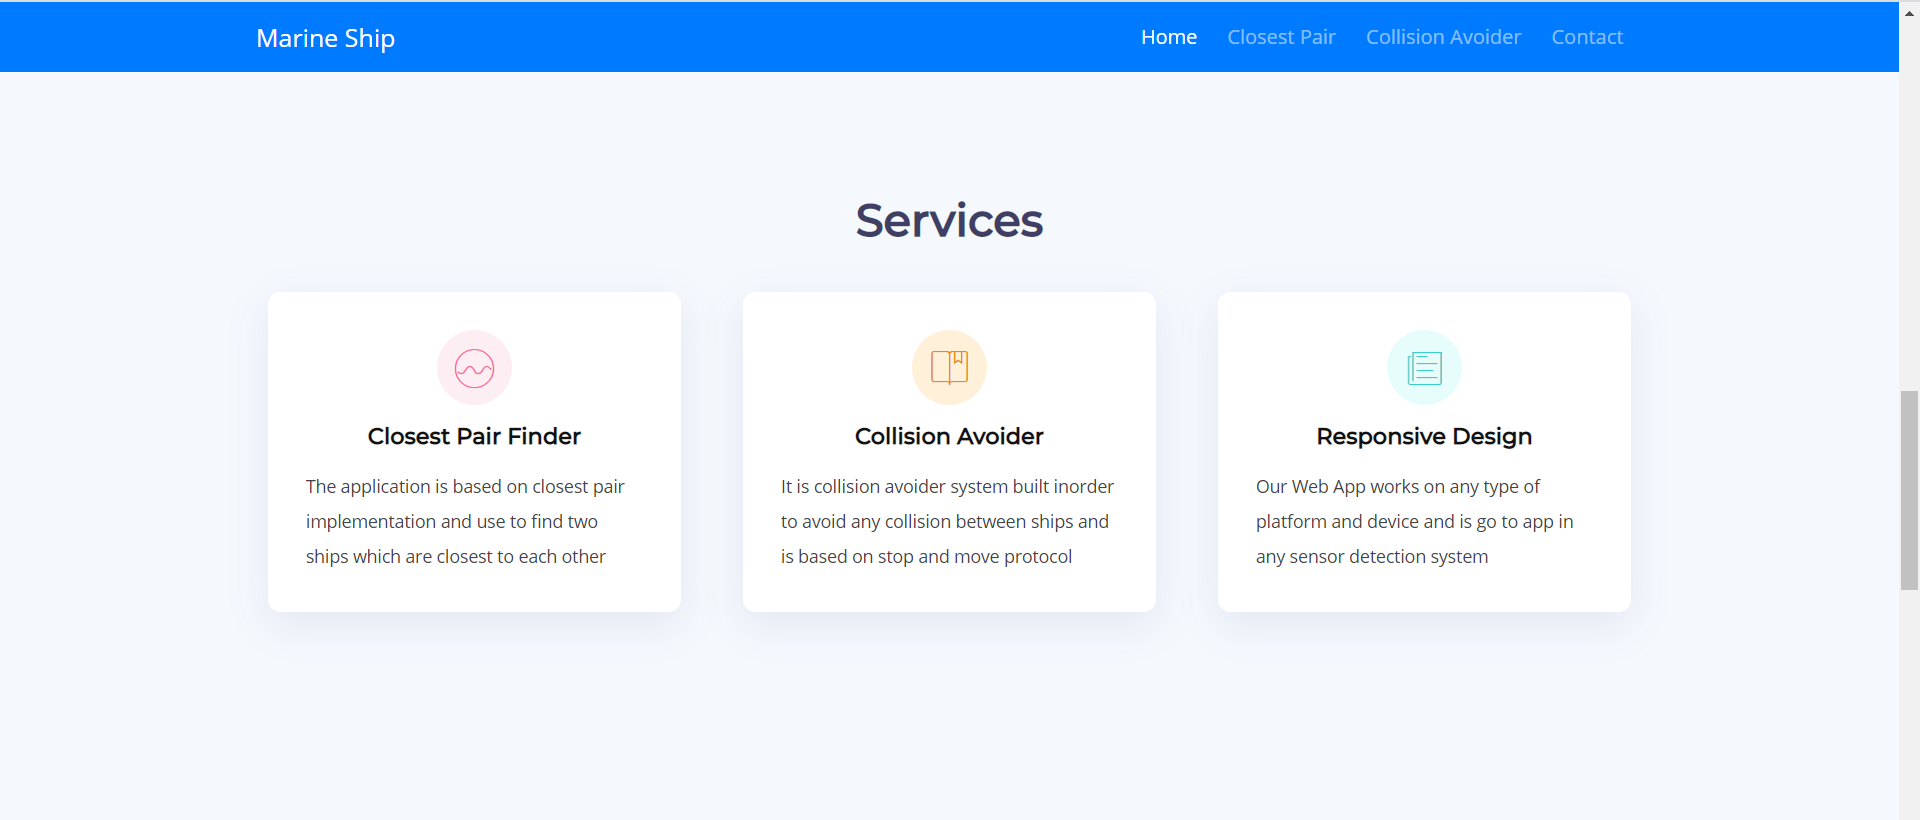 Marine Ship
Home Closest Pair Collision Avoider Contact
Services
Closest Pair Finder
The application is based on closest pair
implementation and use to find two
ships which are closest to each other
Collision Avoider
It is collision avoider system built inorder
to avoid any collision between ships and
is based on stop and move protocol
Responsive Design
Our Web App works on any type of
platform and device and is go to app in
any sensor detection system